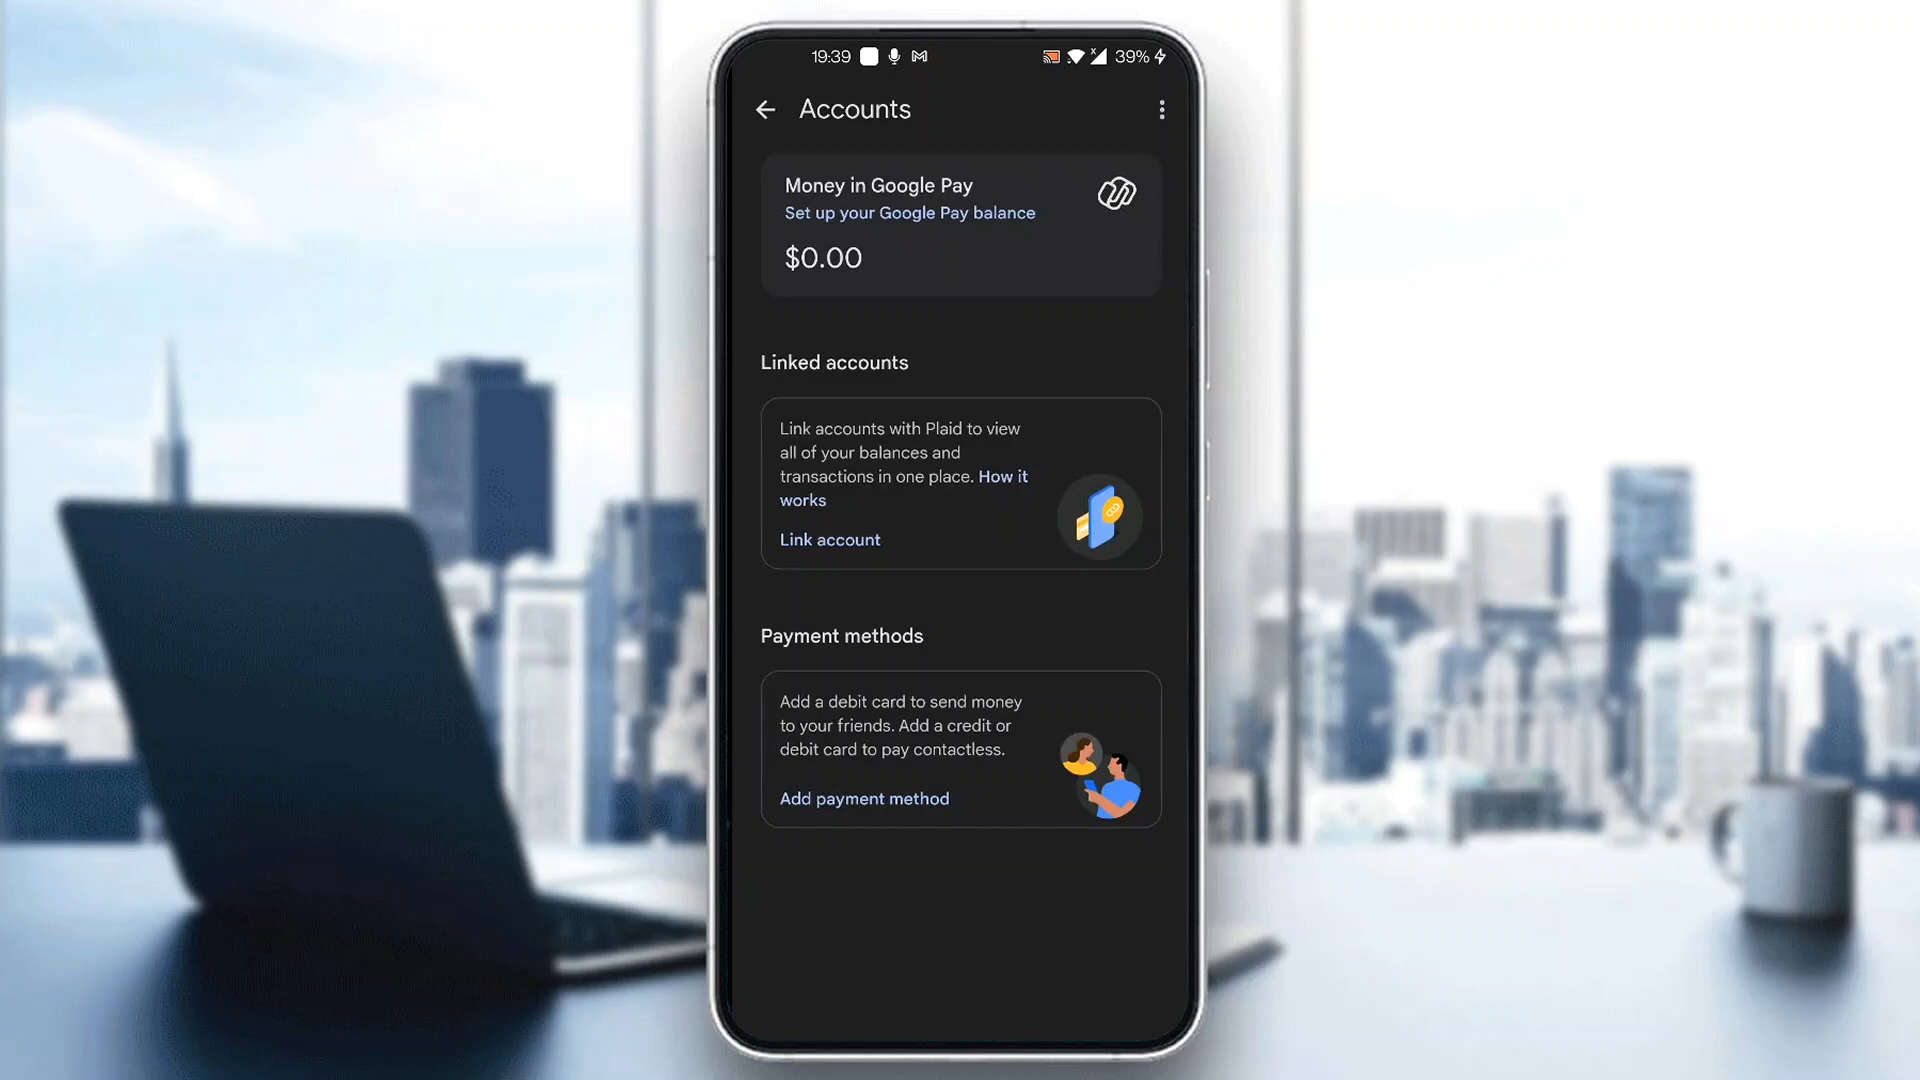 19:39
39%
Accounts
Money in Google Pay
Set up your Google Pay balance
$0.00
Linked accounts
Link accounts with Plaid to view
all of your balances and
transactions in one place. How it
works
Link account
Payment methods
Add a debit card to send money
to your friends. Add a credit or
debit card to pay contactless.
Add payment method